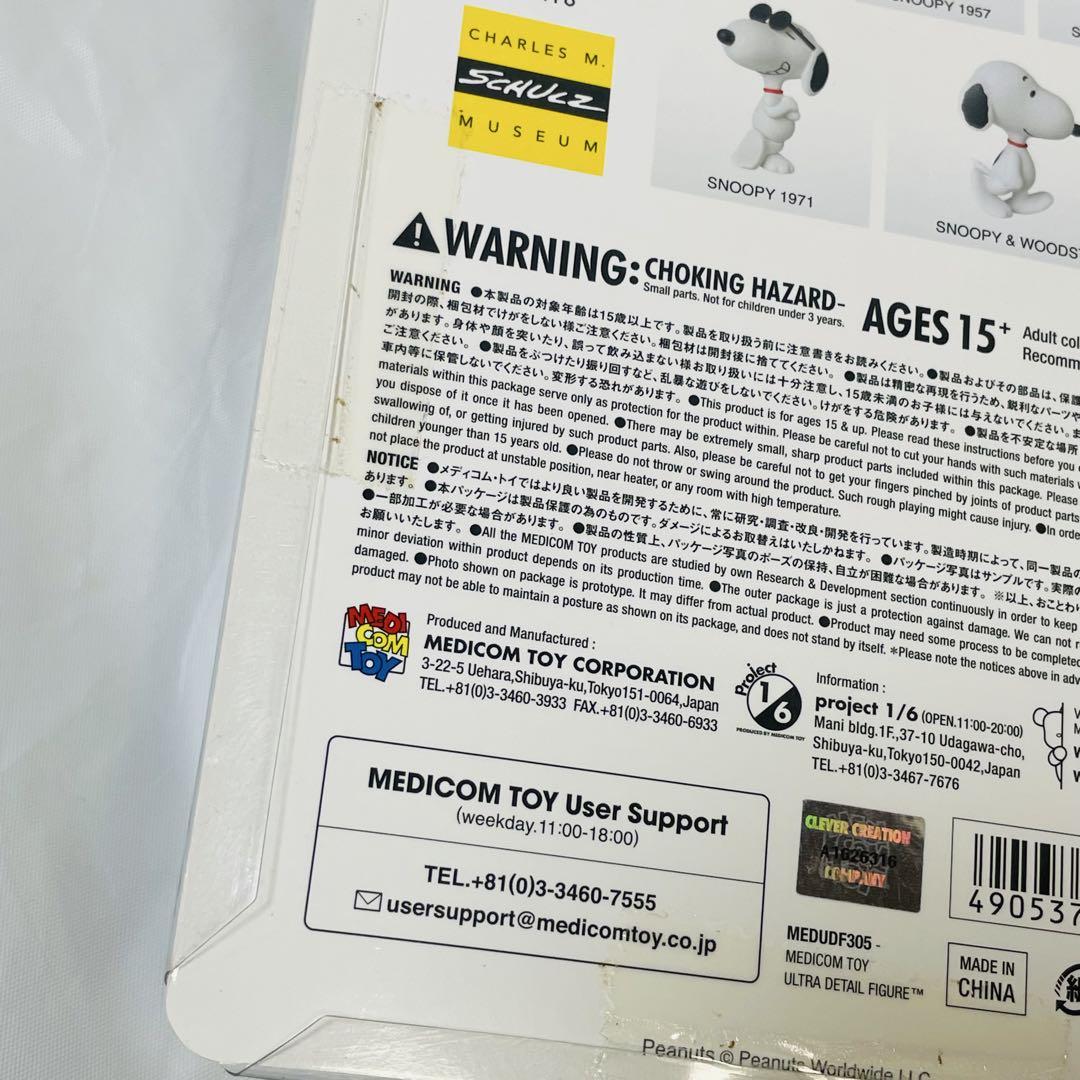 CHARLES M.
SCHULZ
MUSEUM
SNOOPY 1957
SNOOPY 1971
SNOOPY & WOODST
WARNING: CHOKING HAZARD-
Small parts. Not for children under 3 years.
AGES 15+
Adult col
Recomm
WARNING ●本製品の対象年齢は15歳以上です。製品を取り扱う前に注意書きをお読みください。●製品およびその部品は、保護
開封の際、梱包材でけがをしない様ご注意ください。梱包材は開封後に捨ててください。 ●製品は精密な再現を行うため、鋭利なパーツや
があります。身体や顔を突いたり、誤って飲み込まない様お取り扱いには十分注意し、15歳未満のお子様には与えないでください。ま
ご注意ください。 ●製品をぶつけたり振り回すなど、乱暴な遊びをしないでください。けがをする危険があります。 ●製品を不安定な場所
車内等に保管しないでください。変形する恐れがあります。 ●This product is for ages 15 & up. Please read these instructions before you
materials within this package serve only as protection for the product within. Please be careful not to cut your hands with such materials
you dispose of it once it has been opened. ●There may be extremely small, sharp product parts included within this package. Please
swallowing of, or getting injured by such product parts. Also, please be careful not to get your fingers pinched by joints of product parts
children younger than 15 years old. ●Please do not throw or swing around the product. Such rough playing might cause injury. ●In orde
not place the product at unstable position, near heater, or any room with high temperature.
NOTICE ●メディコム・トイではより良い製品を開発するために、常に研究・調査・改良・開発を行っています。製造時期によって、同一製品の
あります。 ●本パッケージは製品保護の為のものです。ダメージによるお取替えはいたしかねます。 ●パッケージ写真はサンプルです。実際の
●一部加工が必要な場合があります。 ●製品の性質上、パッケージ写真のポーズの保持、自立が困難な場合があります。 ※以上、おことわり
お願いいたします。 ●All the MEDICOM TOY products are studied by own Research & Development section continuously in order to keep
minor deviation within product depends on its production time. ●The outer package is just a protection against damage. We can not r
damaged. ●Photo shown on package is prototype. It may differ from actual product. ●Product may need some process to be completed
product may not be able to maintain a posture as shown on its package, and does not stand by itself. *Please note the notices above in adv
MEDI
COM
TOY
Produced and Manufactured :
MEDICOM TOY CORPORATION
3-22-5 Uehara,Shibuya-ku,Tokyo151-0064,Japan
TEL.+81(0)3-3460-3933 FAX.+81(0)3-3460-6933
Project
1/6
PRODUCED BY MEDICOM TOY
Information :
project 1/6 (OPEN.11:00-20:00)
Mani bldg.1F.,37-10 Udagawa-cho,
Shibuya-ku,Tokyo150-0042,Japan
TEL.+81(0)3-3467-7676
MEDICOM TOY User Support
(weekday.11:00-18:00)
TEL.+81(0)3-3460-7555
usersupport@medicomtoy.co.jp
CLEVER CREATION
A1626316
COMPANY
490537
MEDUDF305 -
MEDICOM TOY
ULTRA DETAIL FIGURE™
MADE IN
CHINA
Peanuts © Peanuts Worldwide LLC